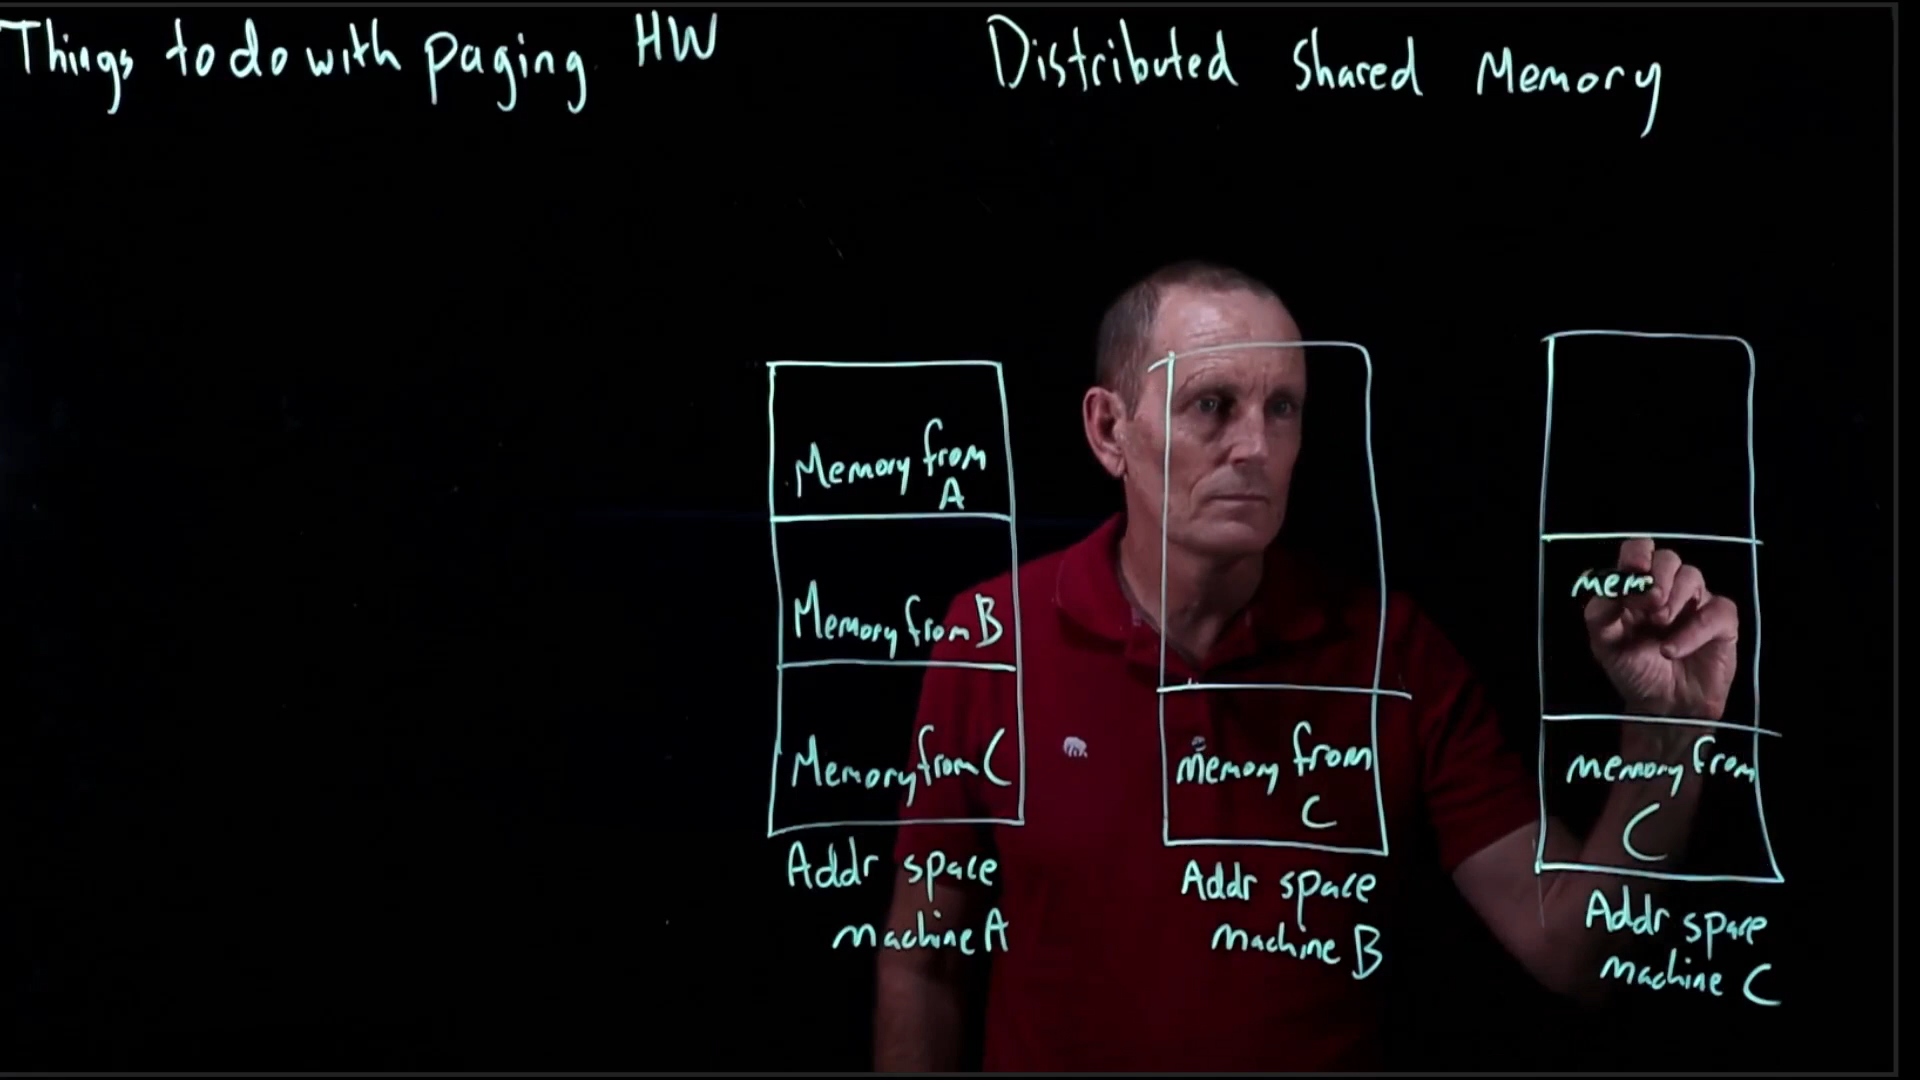 Things to do with paging HW
Distributed Shared Memory
Memory from
A
Memory from B
Memory from C
Addr space
machine A
memory from
C
Addr space
machine B
mem
memory from
C
Addr space
machine C